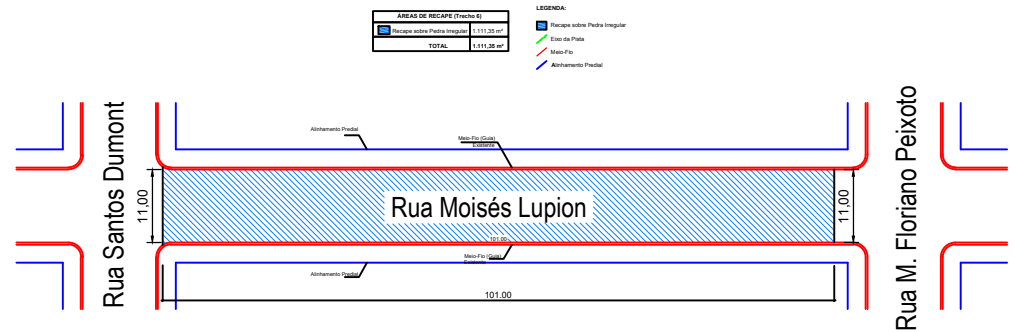 ÁREAS DE RECAPE (Trecho 6)
Recape sobre Pedra Irregular 1.111,35 m²
TOTAL 1.111,35 m²
LEGENDA:
Recape sobre Pedra Irregular
Eixo da Pista
Meio-Fio
Alinhamento Predial
Rua Santos Dumont
Alinhamento Predial
Meio-Fio (Guia)
Existente
11,00
Rua Moisés Lupion
11,00
Rua M. Floriano Peixoto
101.00
Meio-Fio (Guia)
Existente
Alinhamento Predial
101.00